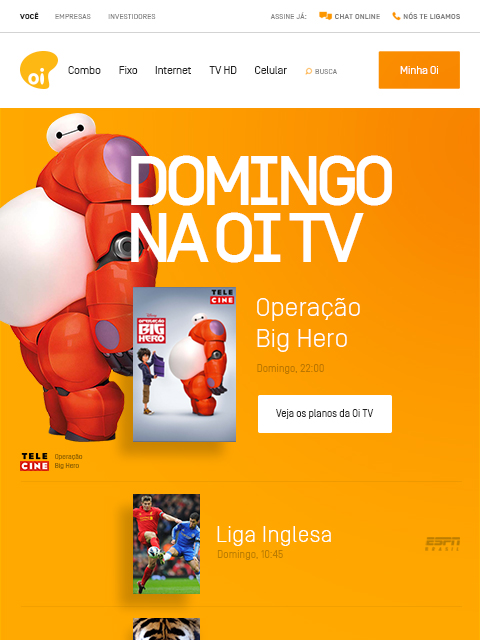 VOCÊ
EMPRESAS
INVESTIDORES
ASSINE JÁ:
CHAT ONLINE
NÓS TE LIGAMOS
oi
Combo
Fixo
Internet
TV HD
Celular
BUSCA
Minha Oi
DOMINGO
NA OI TV
TELE
CINE
OPERAÇÃO
BIG
HERO
Operação
Big Hero
Domingo, 22:00
Veja os planos da Oi TV
TELE
CINE
Operação
Big Hero
Liga Inglesa
Domingo, 10:45
ESPN
BRASIL